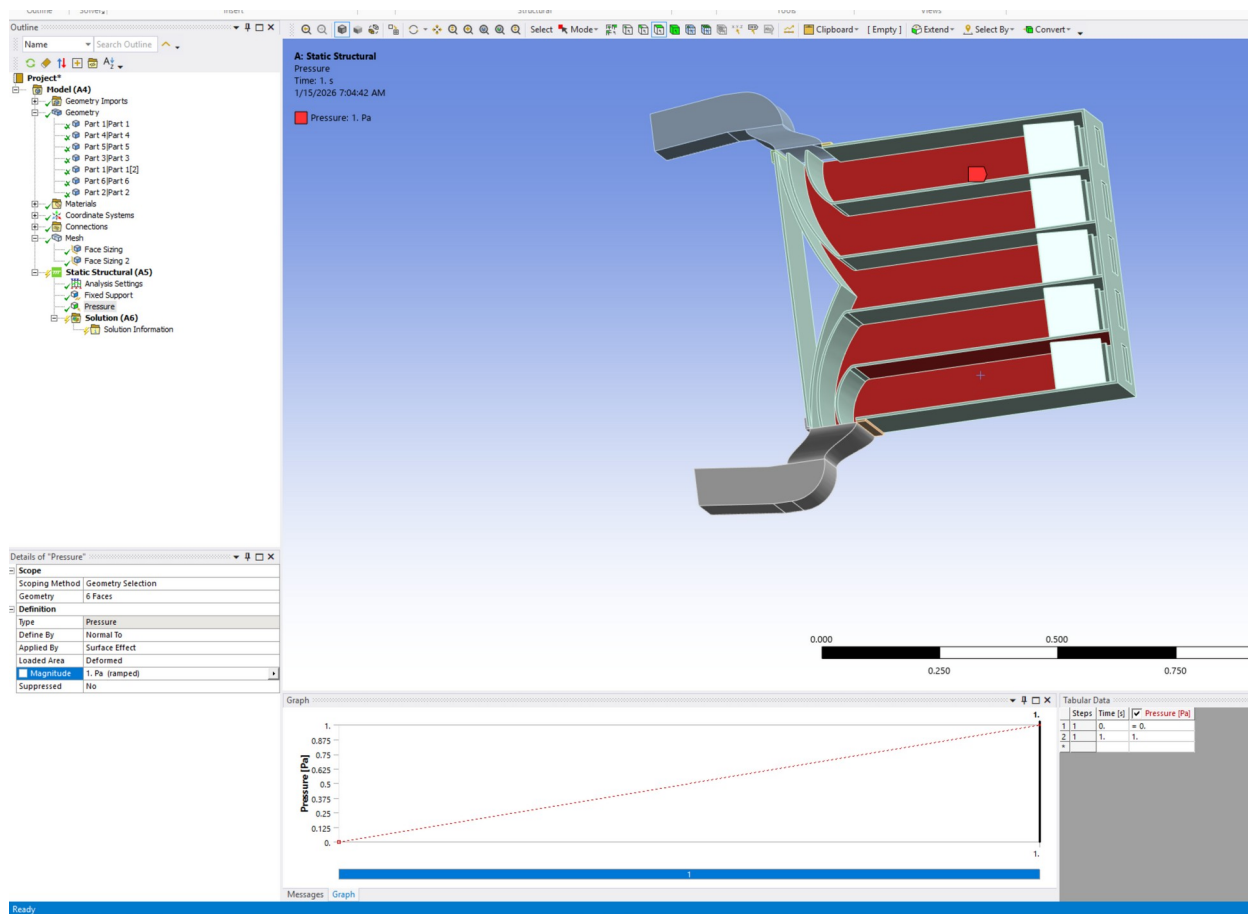 Outline
Name Search Outline
Project*
Model (A4)
Geometry Imports
Geometry
Part 1|Part 1
Part 4|Part 4
Part 5|Part 5
Part 3|Part 3
Part 1|Part 1[2]
Part 6|Part 6
Part 2|Part 2
Materials
Coordinate Systems
Connections
Mesh
Face Sizing
Face Sizing 2
Static Structural (A5)
Analysis Settings
Fixed Support
Pressure
Solution (A6)
Solution Information
Select Mode Clipboard [ Empty ] Extend Select By Convert
A: Static Structural
Pressure
Time: 1. s
1/15/2026 7:04:42 AM
Pressure: 1. Pa
0.000 0.500
0.250 0.750
Details of "Pressure"
Scope
Scoping Method Geometry Selection
Geometry 6 Faces
Definition
Type Pressure
Define By Normal To
Applied By Surface Effect
Loaded Area Deformed
Magnitude 1. Pa (ramped)
Suppressed No
Graph
1.
1.
0.875
0.75
0.625
0.5
0.375
0.25
0.125
0.
Pressure [Pa]
1.
1
Messages Graph
Tabular Data
Steps Time [s] Pressure [Pa]
1 1 0. = 0.
2 1 1. 1.
*
Ready